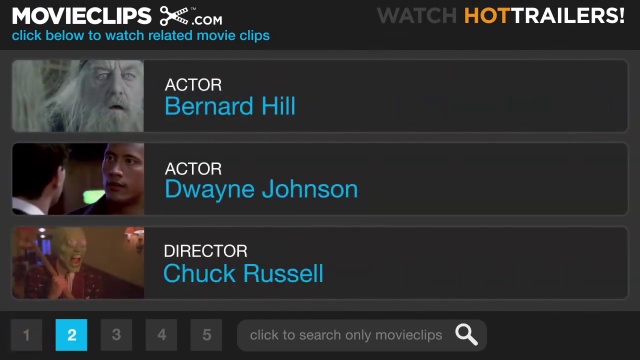 MOVIECLIPS™ .COM
WATCH HOTTRAILERS!
click below to watch related movie clips
ACTOR
Bernard Hill
ACTOR
Dwayne Johnson
DIRECTOR
Chuck Russell
1 2 3 4 5 click to search only movieclips